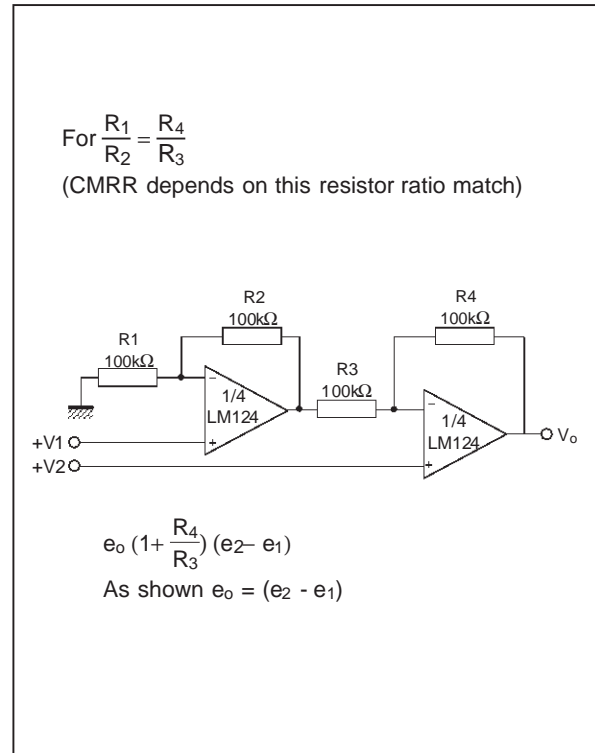 For R1/R2 = R4/R3
(CMRR depends on this resistor ratio match)
R2
100kΩ
R4
100kΩ
R1
100kΩ
R3
100kΩ
–
1/4
LM124
+
–
1/4
LM124
+
Vo
+V1
+V2
eo (1+ R4/R3) (e2– e1)
As shown eo = (e2 - e1)